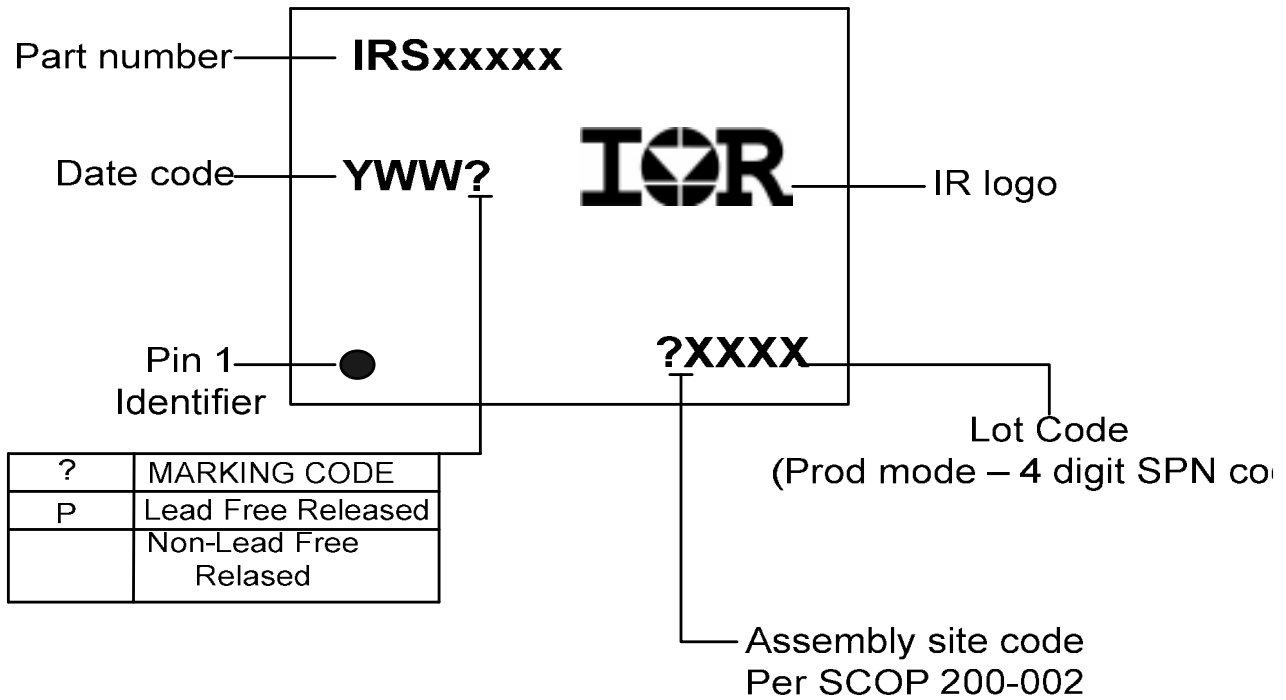 Part number
IRSxxxxx
Date code
YWW?
IOR
IR logo
Pin 1
Identifier
?XXXX
Lot Code
(Prod mode – 4 digit SPN
? MARKING CODE
P Lead Free Released
Non-Lead Free
Relased
Assembly site code
Per SCOP 200-002